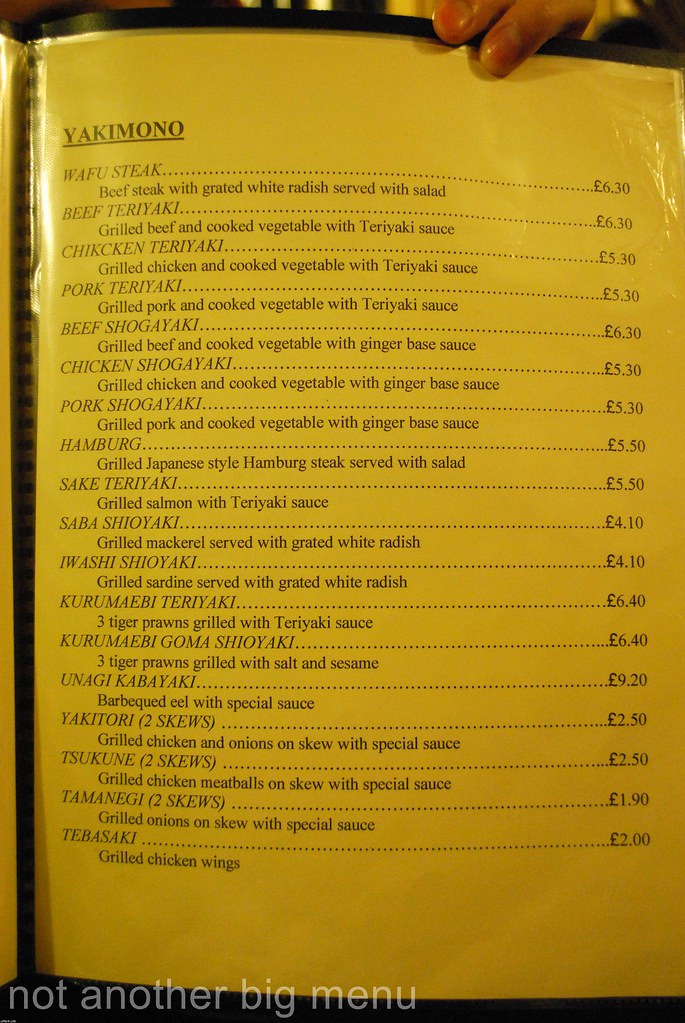 YAKIMONO
WAFU STEAK..........£6.30
Beef steak with grated white radish served with salad
BEEF TERIYAKI..........£6.30
Grilled beef and cooked vegetable with Teriyaki sauce
CHIKCKEN TERIYAKI..........£5.30
Grilled chicken and cooked vegetable with Teriyaki sauce
PORK TERIYAKI..........£5.30
Grilled pork and cooked vegetable with Teriyaki sauce
BEEF SHOGAYAKI..........£6.30
Grilled beef and cooked vegetable with ginger base sauce
CHICKEN SHOGAYAKI..........£5.30
Grilled chicken and cooked vegetable with ginger base sauce
PORK SHOGAYAKI..........£5.30
Grilled pork and cooked vegetable with ginger base sauce
HAMBURG..........£5.50
Grilled Japanese style Hamburg steak served with salad
SAKE TERIYAKI..........£5.50
Grilled salmon with Teriyaki sauce
SABA SHIOYAKI..........£4.10
Grilled mackerel served with grated white radish
IWASHI SHIOYAKI..........£4.10
Grilled sardine served with grated white radish
KURUMAEBI TERIYAKI..........£6.40
3 tiger prawns grilled with Teriyaki sauce
KURUMAEBI GOMA SHIOYAKI..........£6.40
3 tiger prawns grilled with salt and sesame
UNAGI KABAYAKI..........£9.20
Barbequed eel with special sauce
YAKITORI (2 SKEWS) ..........£2.50
Grilled chicken and onions on skew with special sauce
TSUKUNE (2 SKEWS) ..........£2.50
Grilled chicken meatballs on skew with special sauce
TAMANEGI (2 SKEWS) ..........£1.90
Grilled onions on skew with special sauce
TEBASAKI ..........£2.00
Grilled chicken wings
not another big menu